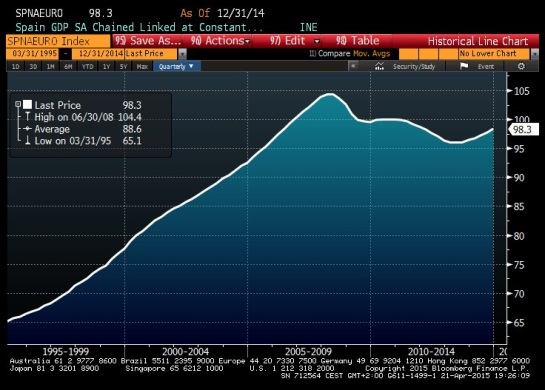 SPNAEURO 98.3 As Of 12/31/14
Spain GDP SA Chained Linked at Constant... INE
SPNAEURO Index 95) Save As... 96) Actions 97) Edit 98) Table Historical Line Chart
03/31/1995 - 12/31/2014 Last Price 11) Compare Mov. Avgs No Lower Chart
1D 3D 1M 6M YTD 1Y 5Y Max Quarterly ▼ « Security/Study Event
Last Price 98.3
High on 06/30/08 104.4
Average 88.6
Low on 03/31/95 65.1
105
100
98.3
95
90
85
80
75
70
65
1995-1999 2000-2004 2005-2009 2010-2014 20
Australia 61 2 9777 8600 Brazil 5511 2395 9000 Europe 44 20 7330 7500 Germany 49 69 9204 1210 Hong Kong 852 2977 6000
Japan 81 3 3201 8900 Singapore 65 6212 1000 U.S. 1 212 318 2000 Copyright 2015 Bloomberg Finance L.P.
SN 712564 CEST GMT+2:00 G611-1499-1 21-Apr-2015 19:26:09